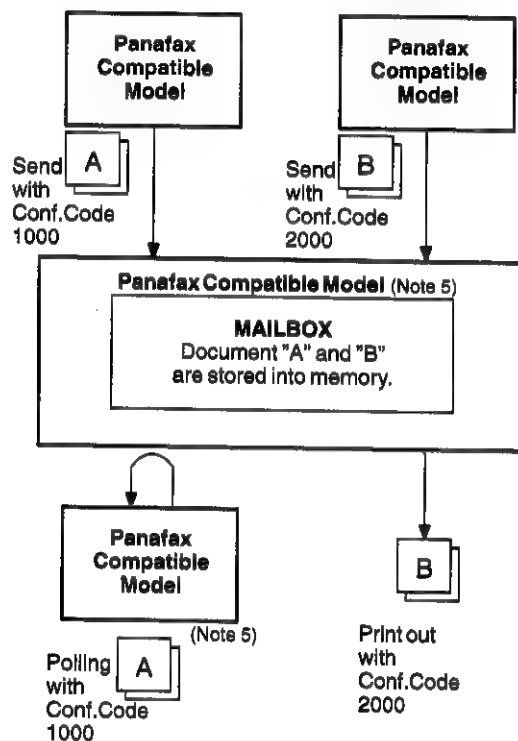 Panafax
Compatible
Model
Panafax
Compatible
Model
A
Send
with
Conf.Code
1000
B
Send
with
Conf.Code
2000
Panafax Compatible Model (Note 5)
MAILBOX
Document "A" and "B"
are stored into memory.
Panafax
Compatible
Model
(Note 5)
Polling
with
Conf.Code
1000
A
B
Print out
with
Conf.Code
2000